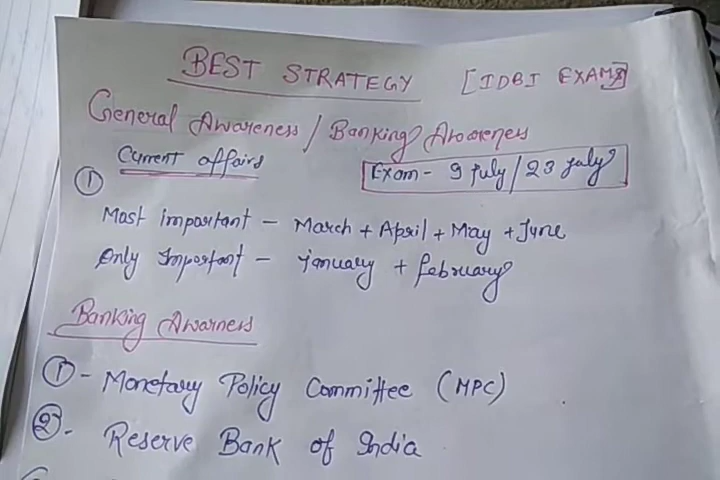 BEST STRATEGY [IDBI EXAMS]
General Awareness / Banking Awareness
Current affairs
Exam - 9 july / 23 july
①
Most important - March + April + May + June
Only Important - january + february
Banking Awarness
① - Monetary Policy Committee (MPC)
② - Reserve Bank of India